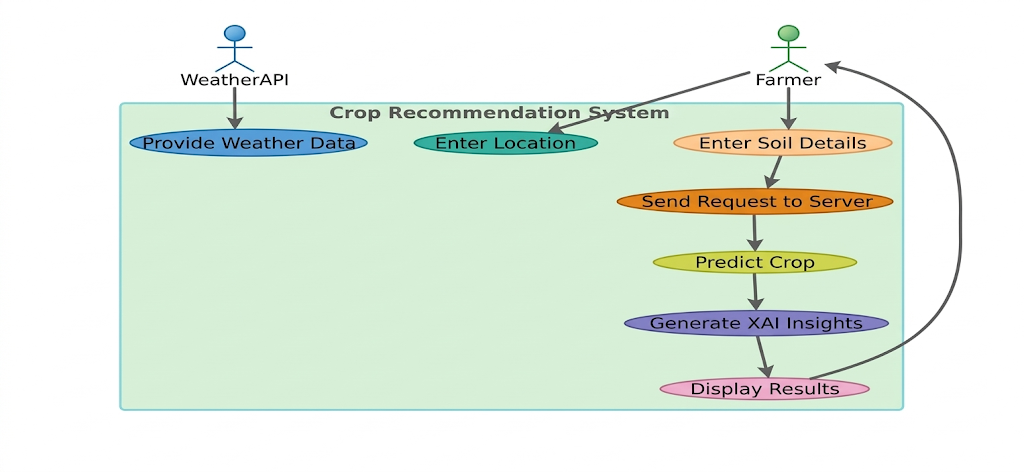 WeatherAPI
Farmer
Crop Recommendation System
Provide Weather Data
Enter Location
Enter Soil Details
Send Request to Server
Predict Crop
Generate XAI Insights
Display Results